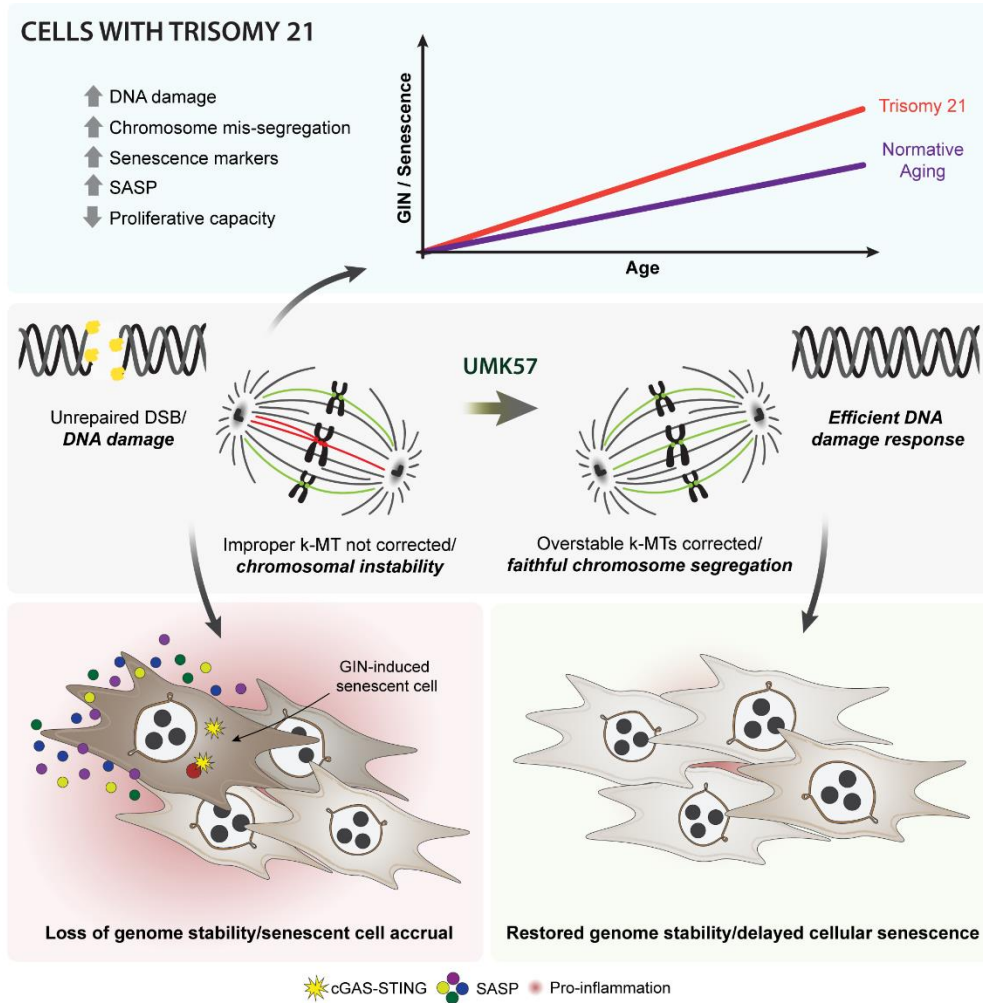 CELLS WITH TRISOMY 21
DNA damage
Chromosome mis-segregation
Senescence markers
SASP
Proliferative capacity
GIN / Senescence
Trisomy 21
Normative
Aging
Age
Unrepaired DSB/
DNA damage
UMK57
Efficient DNA
damage response
Improper k-MT not corrected/
chromosomal instability
Overstable k-MTs corrected/
faithful chromosome segregation
GIN-induced
senescent cell
Loss of genome stability/senescent cell accrual
Restored genome stability/delayed cellular senescence
cGAS-STING
SASP
Pro-inflammation